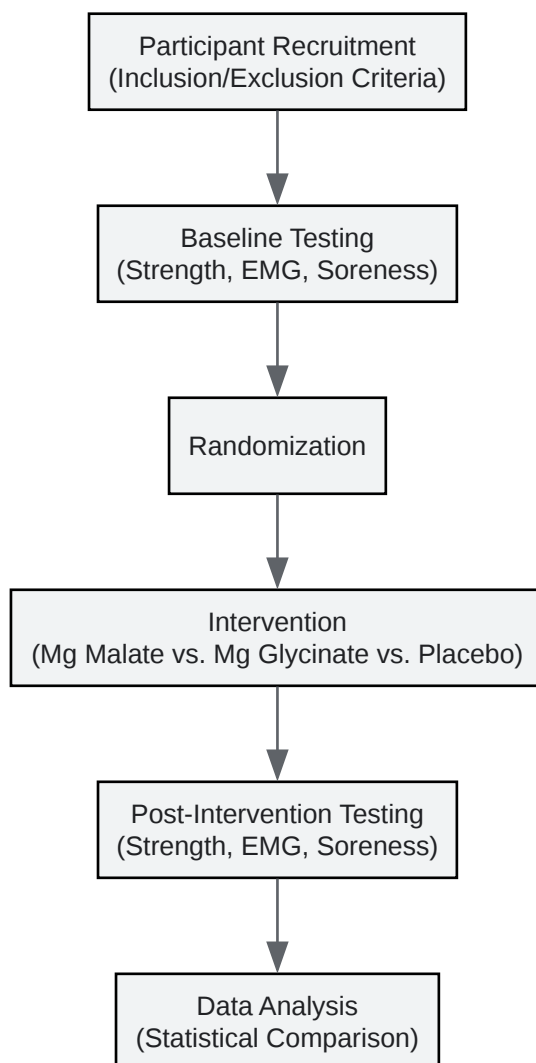 Participant Recruitment
(Inclusion/Exclusion Criteria)
Baseline Testing
(Strength, EMG, Soreness)
Randomization
Intervention
(Mg Malate vs. Mg Glycinate vs. Placebo)
Post-Intervention Testing
(Strength, EMG, Soreness)
Data Analysis
(Statistical Comparison)